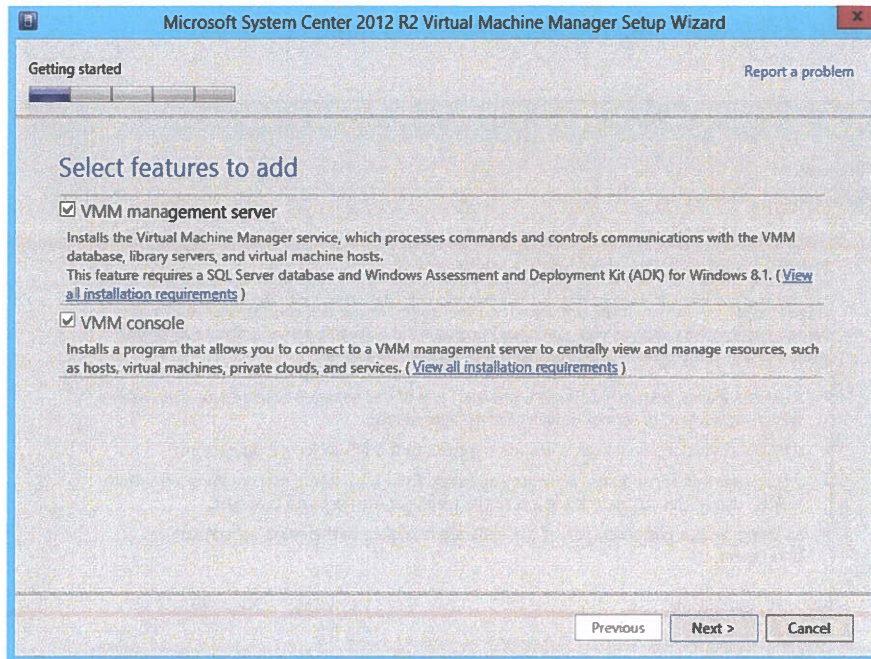 Microsoft System Center 2012 R2 Virtual Machine Manager Setup Wizard
x
Getting started
Report a problem
Select features to add
VMM management server
Installs the Virtual Machine Manager service, which processes commands and controls communications with the VMM
database, library servers, and virtual machine hosts.
This feature requires a SQL Server database and Windows Assessment and Deployment Kit (ADK) for Windows 8.1. (View
all installation requirements)
VMM console
Installs a program that allows you to connect to a VMM management server to centrally view and manage resources, such
as hosts, virtual machines, private clouds, and services. (View all installation requirements)
Previous
Next >
Cancel